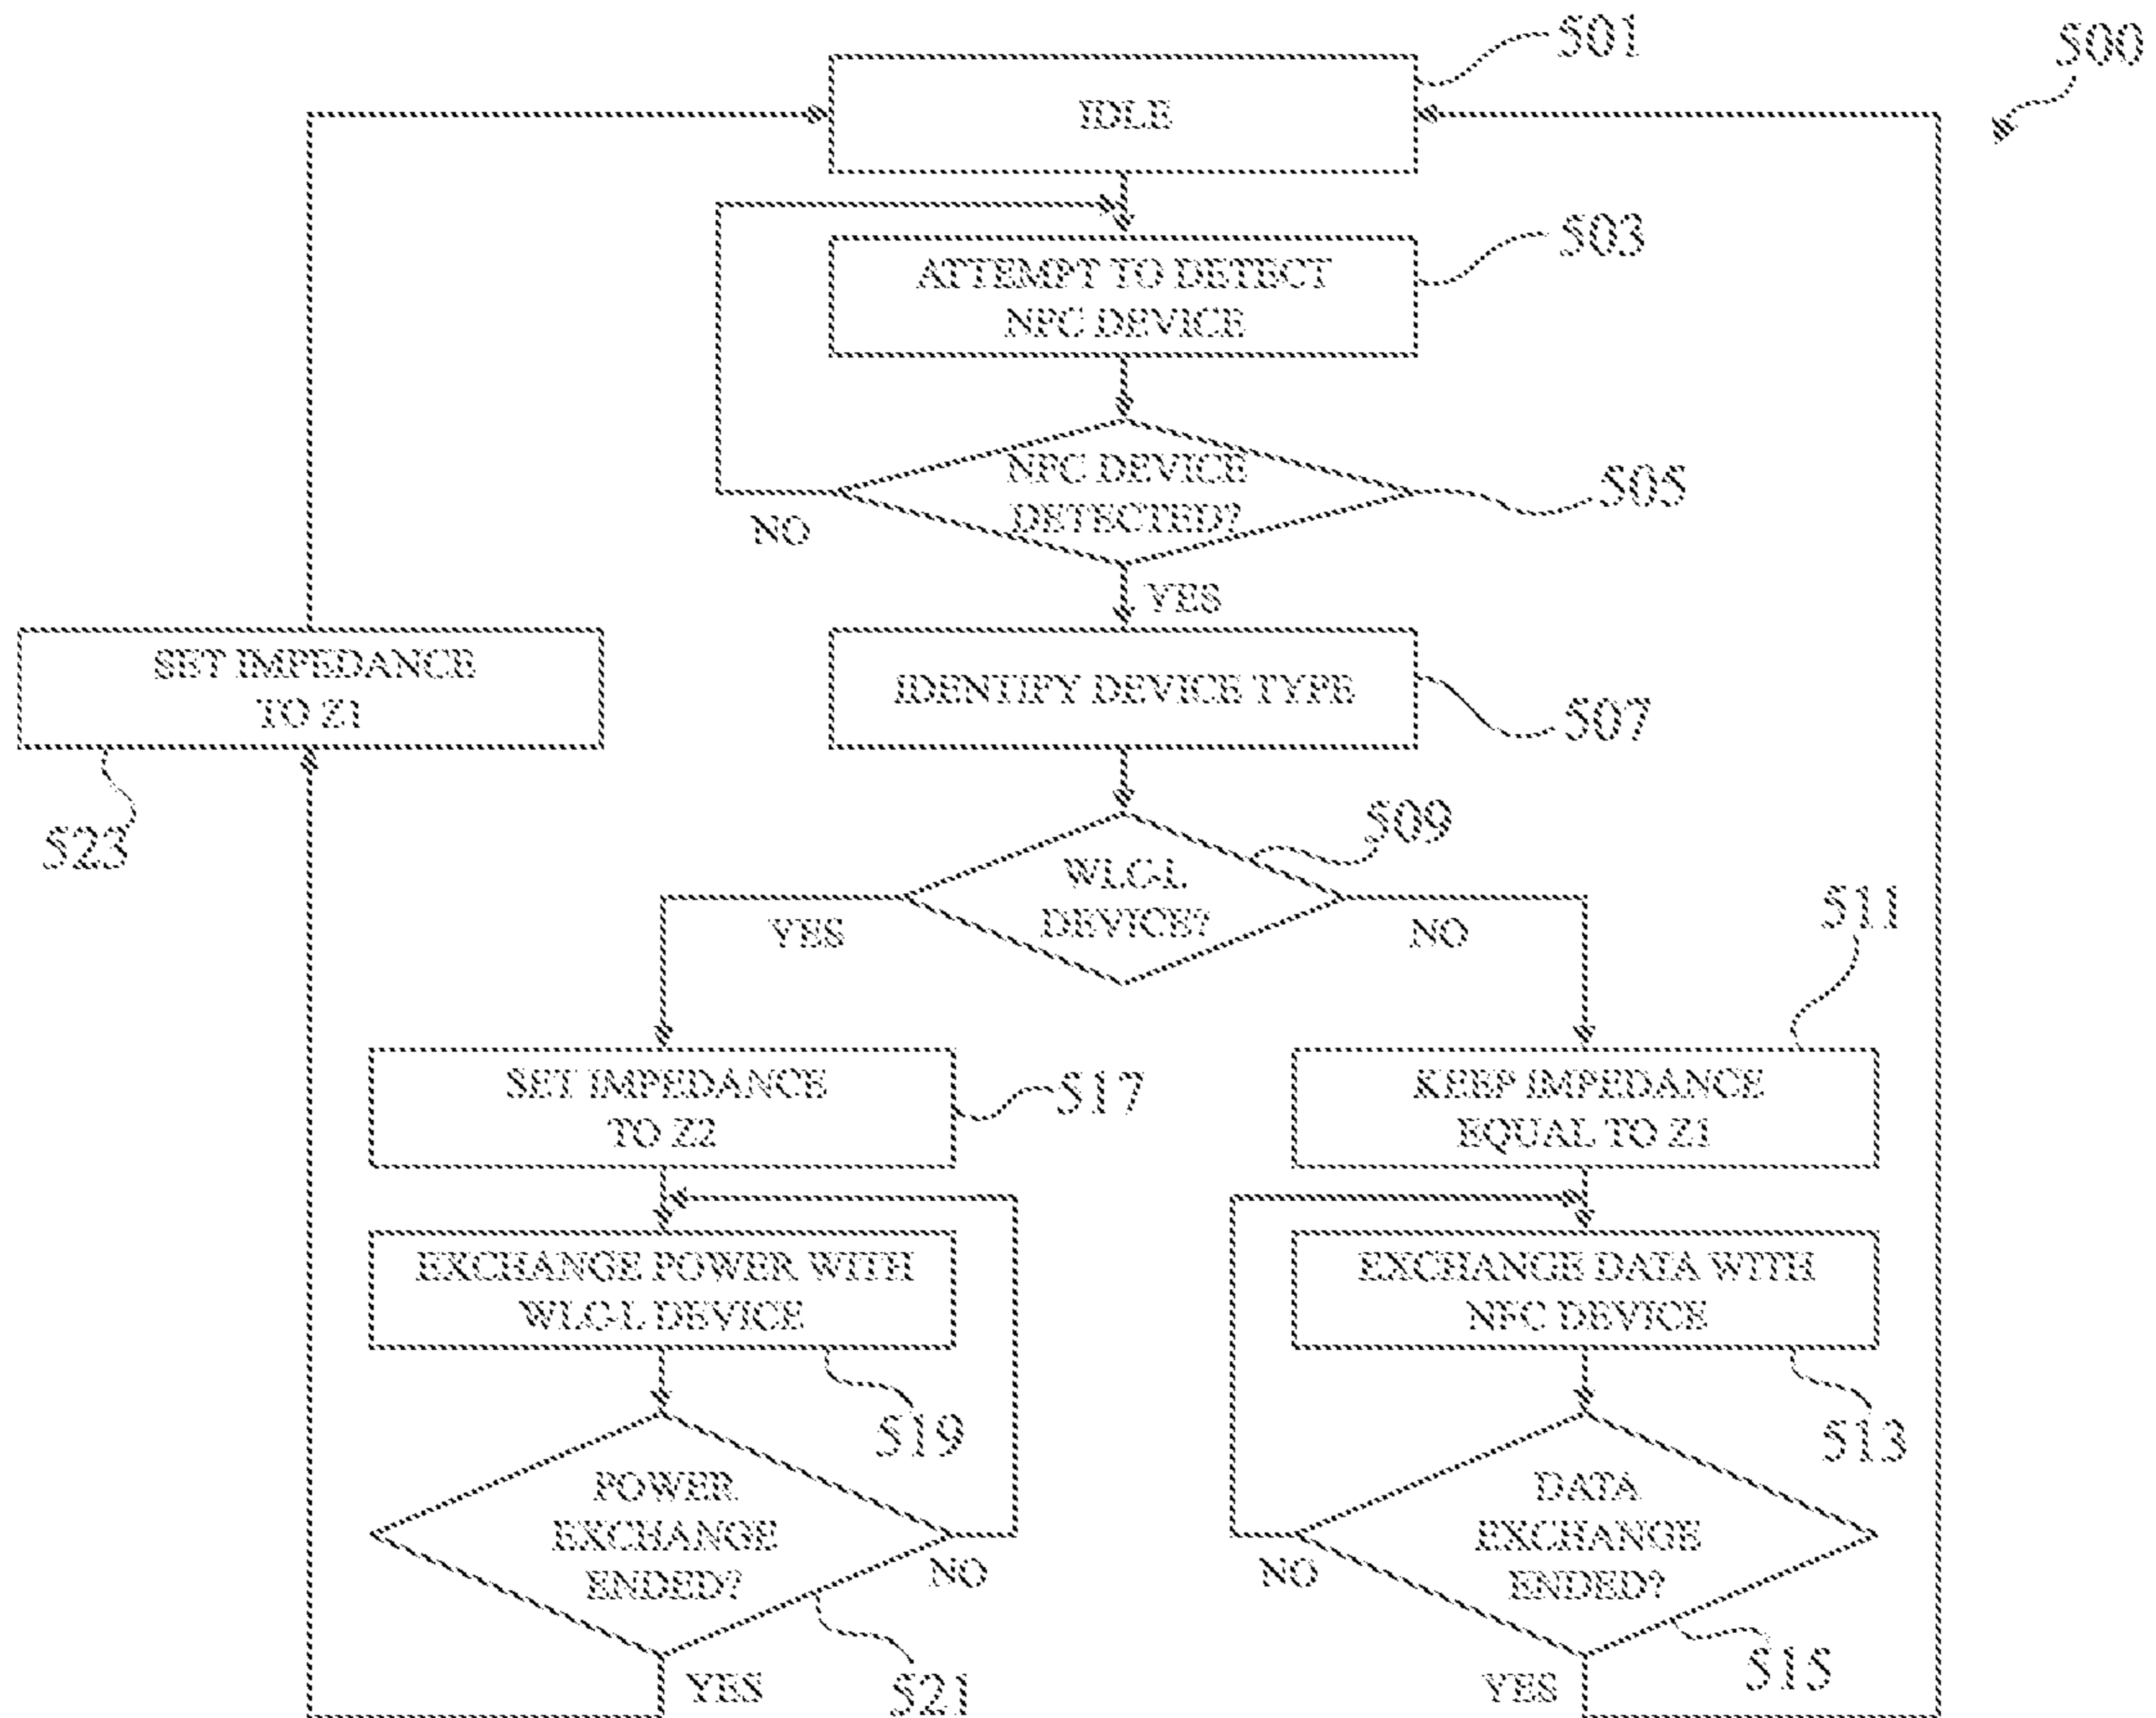 501
500
IDLE
503
ATTEMPT TO DETECT
NFC DEVICE
NFC DEVICE
DETECTED?
505
NO
YES
SET IMPEDANCE
TO Z1
IDENTIFY DEVICE TYPE
507
523
509
WLC-L
DEVICE?
511
YES
NO
SET IMPEDANCE
TO Z2
517
KEEP IMPEDANCE
EQUAL TO Z1
EXCHANGE POWER WITH
WLC-L DEVICE
EXCHANGE DATA WITH
NFC DEVICE
519
513
POWER
EXCHANGE
ENDED?
NO
DATA
EXCHANGE
ENDED?
NO
YES
521
YES
515